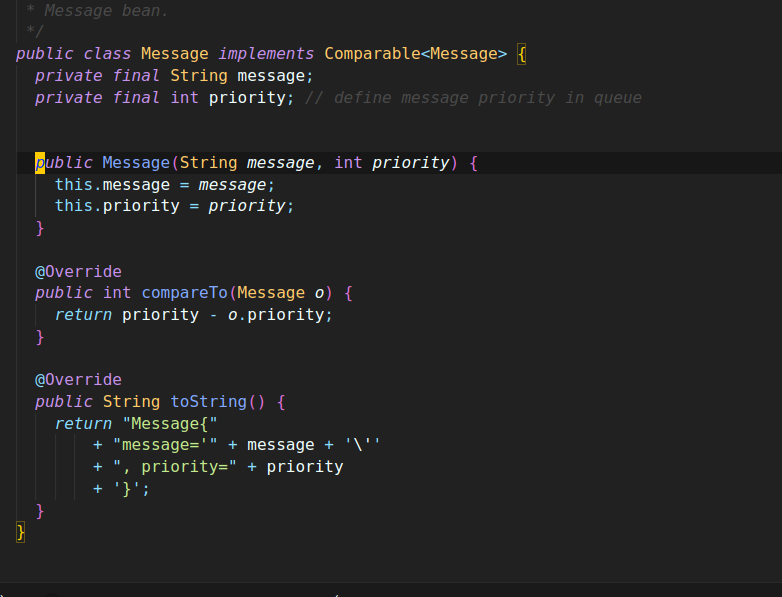 * Message bean.
*/
public class Message implements Comparable<Message> {
private final String message;
private final int priority; // define message priority in queue
public Message(String message, int priority) {
this.message = message;
this.priority = priority;
}
@Override
public int compareTo(Message o) {
return priority - o.priority;
}
@Override
public String toString() {
return "Message{"
+ "message='" + message + '\''
+ ", priority=" + priority
+ '}';
}
}